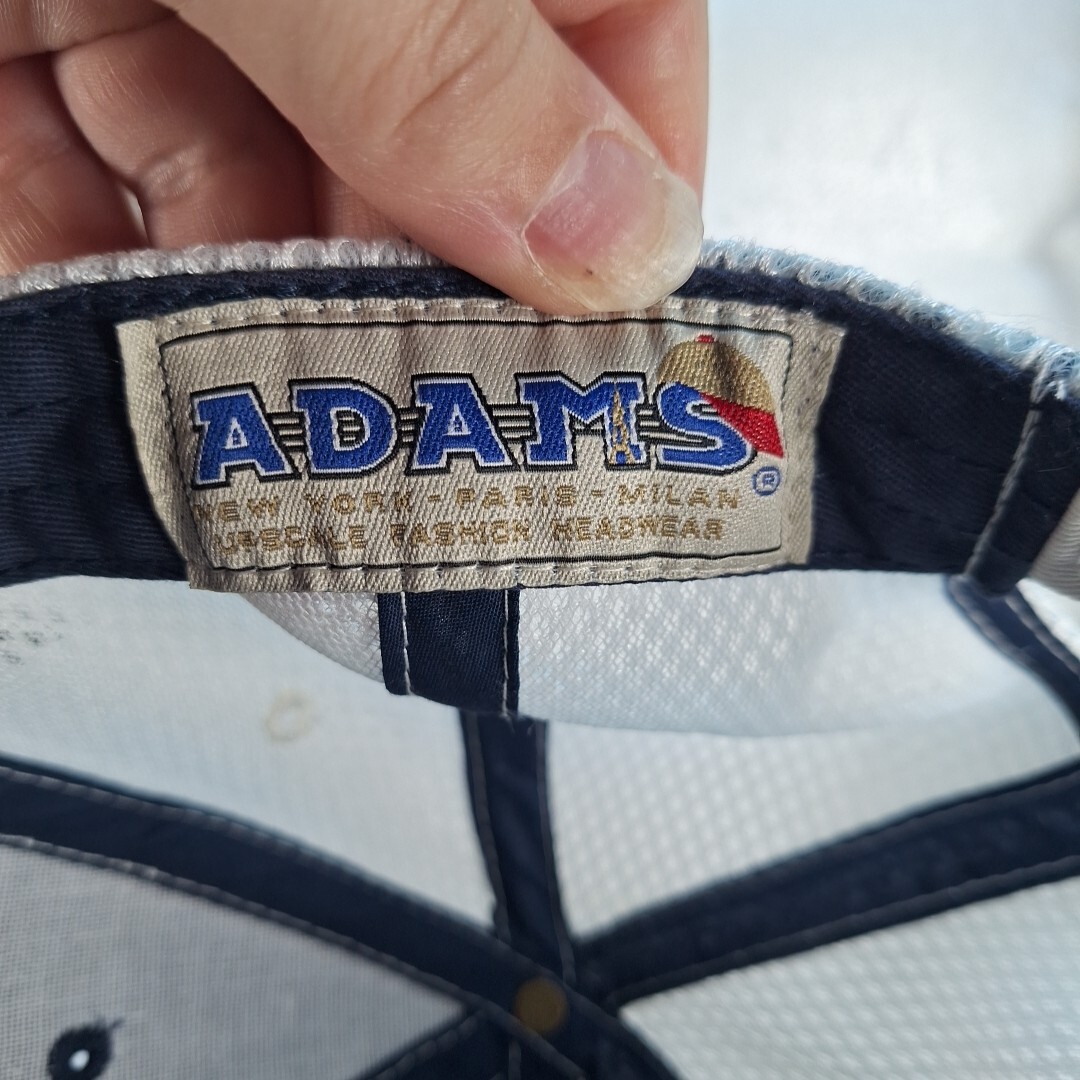 ADAMS ®
NEW YORK - PARIS - MILAN
UPSCALE FASHION HEADWEAR